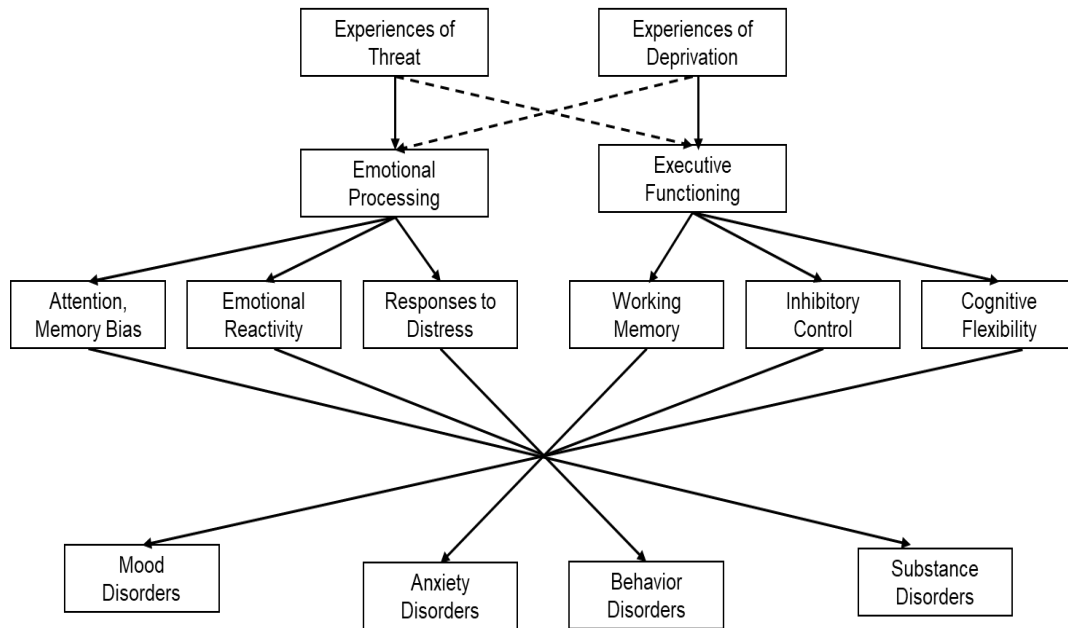 Experiences of
Threat
Experiences of
Deprivation
Emotional
Processing
Executive
Functioning
Attention,
Memory Bias
Emotional
Reactivity
Responses to
Distress
Working
Memory
Inhibitory
Control
Cognitive
Flexibility
Mood
Disorders
Anxiety
Disorders
Behavior
Disorders
Substance
Disorders